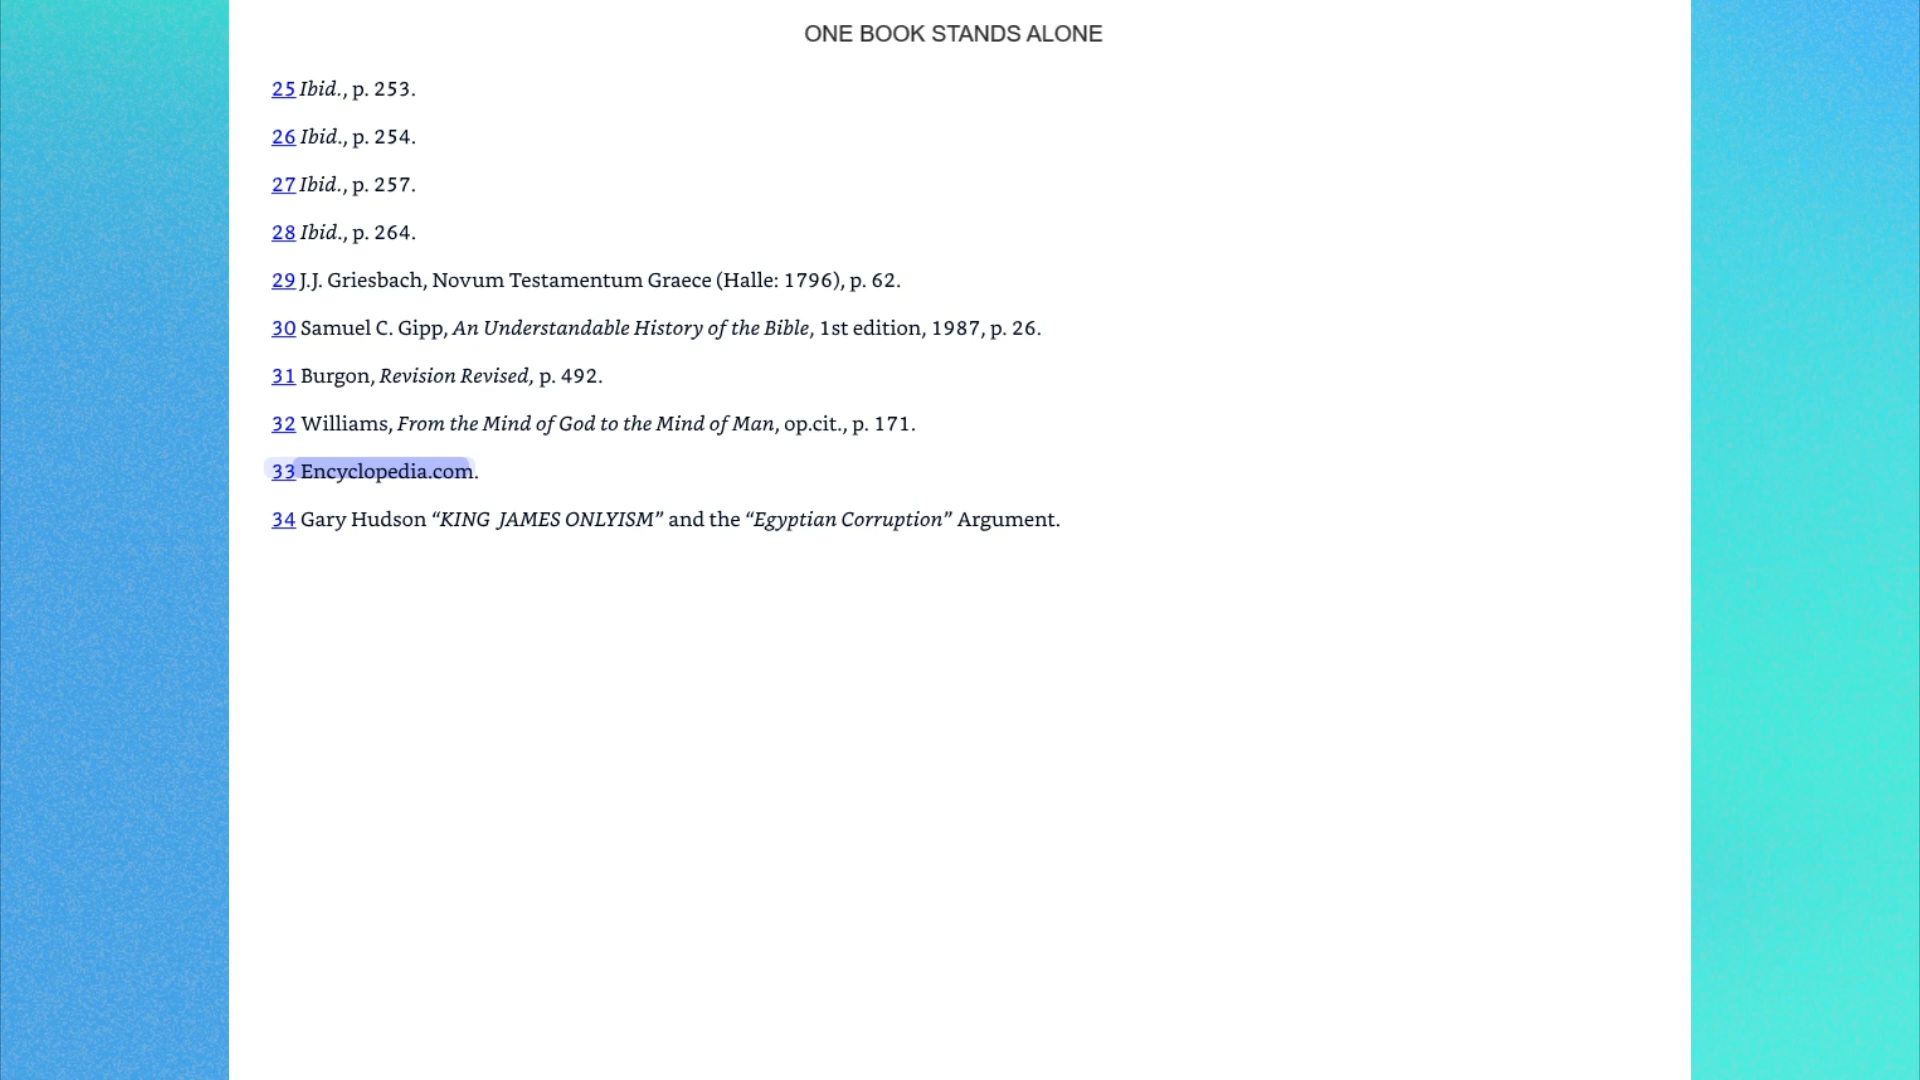 ONE BOOK STANDS ALONE
25 Ibid., p. 253.
26 Ibid., p. 254.
27 Ibid., p. 257.
28 Ibid., p. 264.
29 J.J. Griesbach, Novum Testamentum Graece (Halle: 1796), p. 62.
30 Samuel C. Gipp, An Understandable History of the Bible, 1st edition, 1987, p. 26.
31 Burgon, Revision Revised, p. 492.
32 Williams, From the Mind of God to the Mind of Man, op.cit., p. 171.
33 Encyclopedia.com.
34 Gary Hudson “KING JAMES ONLYISM” and the “Egyptian Corruption” Argument.